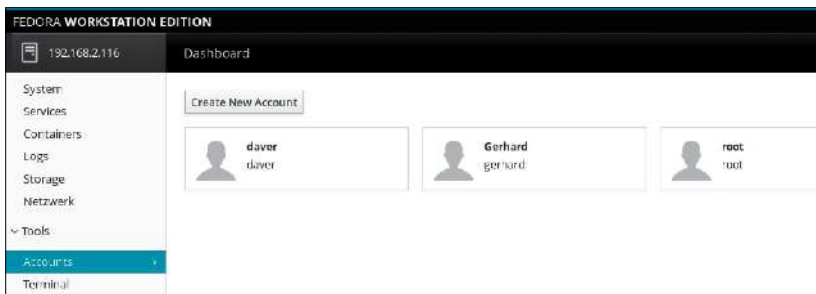 FEDORA WORKSTATION EDITION
192.168.2.116
Dashboard
System
Services
Containers
Logs
Storage
Netzwerk
Tools
Accounts
Terminal
Create New Account
daver
daver
Gerhard
gerhard
root
root